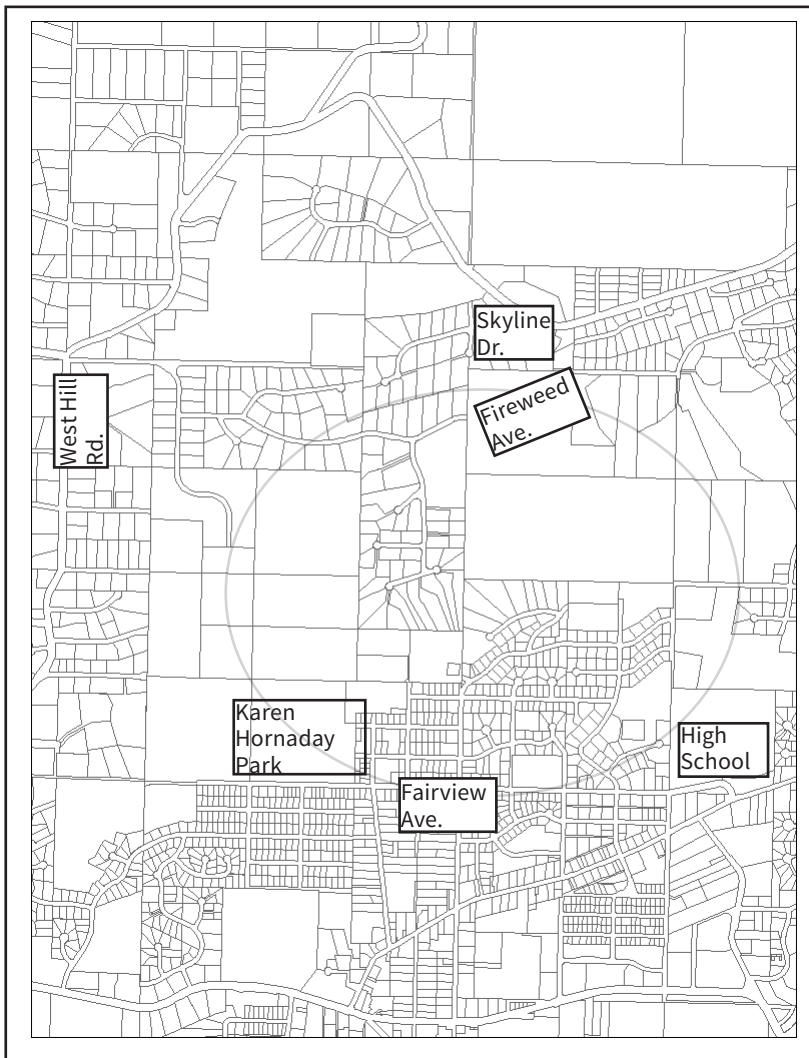 Skyline
Dr.
Fireweed
Ave.
West Hill
Rd.
Karen
Hornaday
Park
High
School
Fairview
Ave.